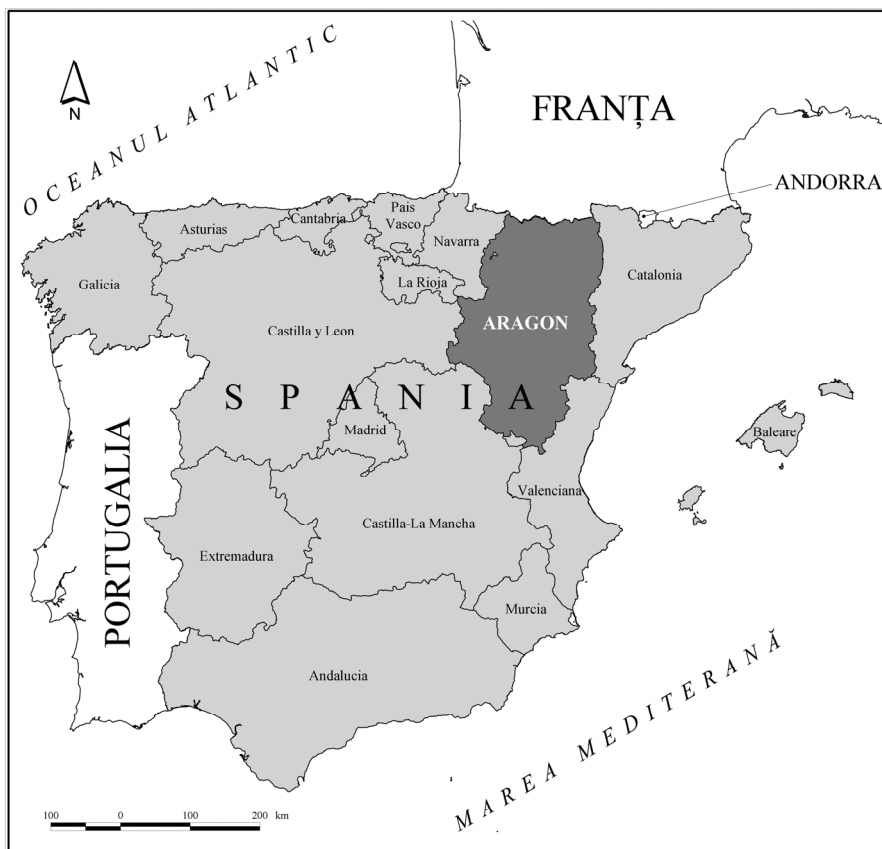 OCEANUL ATLANTIC
N
FRANȚA
ANDORRA
Pais
Vasco
Cantabria
Asturias
Navarra
Galicia
La Rioja
Catalonia
ARAGON
Castilla y Leon
SPANIA
Madrid
Baleare
PORTUGALIA
Valenciana
Castilla-La Mancha
Extremadura
Murcia
Andalucia
MAREA MEDITERANĂ
100 0 100 200 km